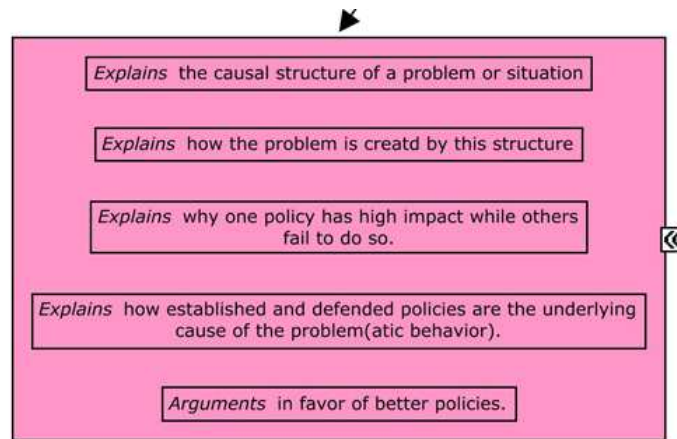 Explains the causal structure of a problem or situation
Explains how the problem is creatd by this structure
Explains why one policy has high impact while others
fail to do so.
Explains how established and defended policies are the underlying
cause of the problem(atic behavior).
Arguments in favor of better policies.